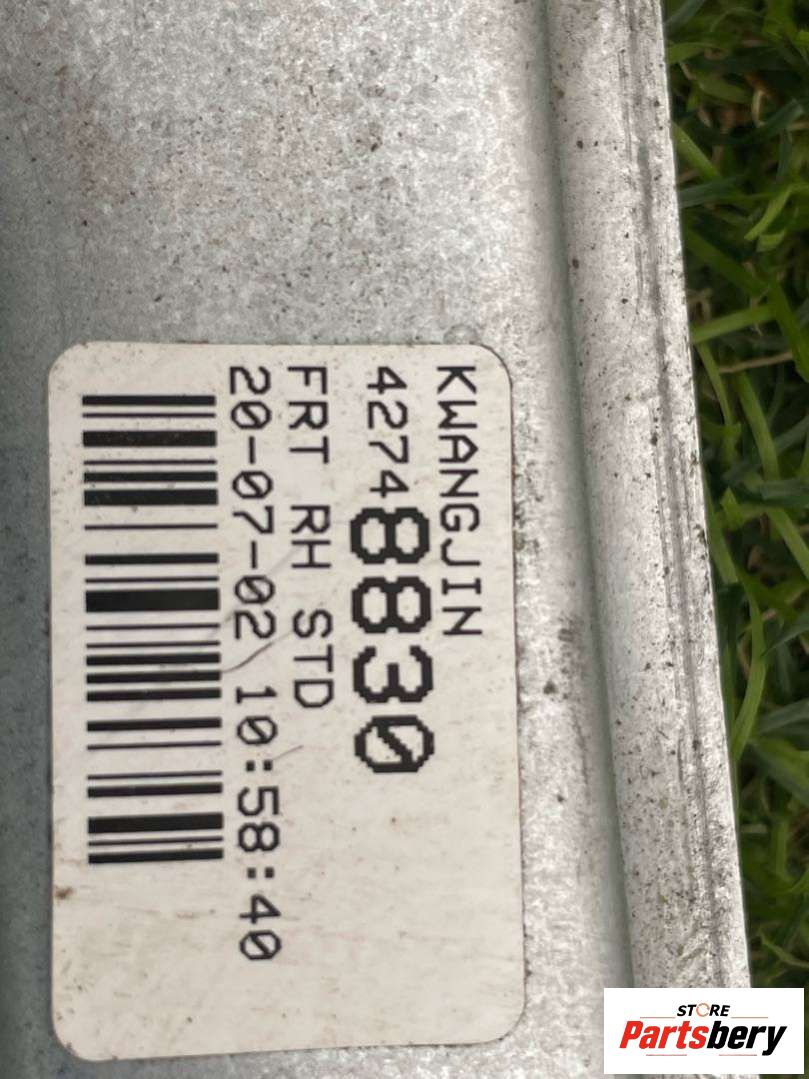 KWANGJIN
42748830
FRT RH STD
20-07-02 10:58:40
STORE
Partsbery